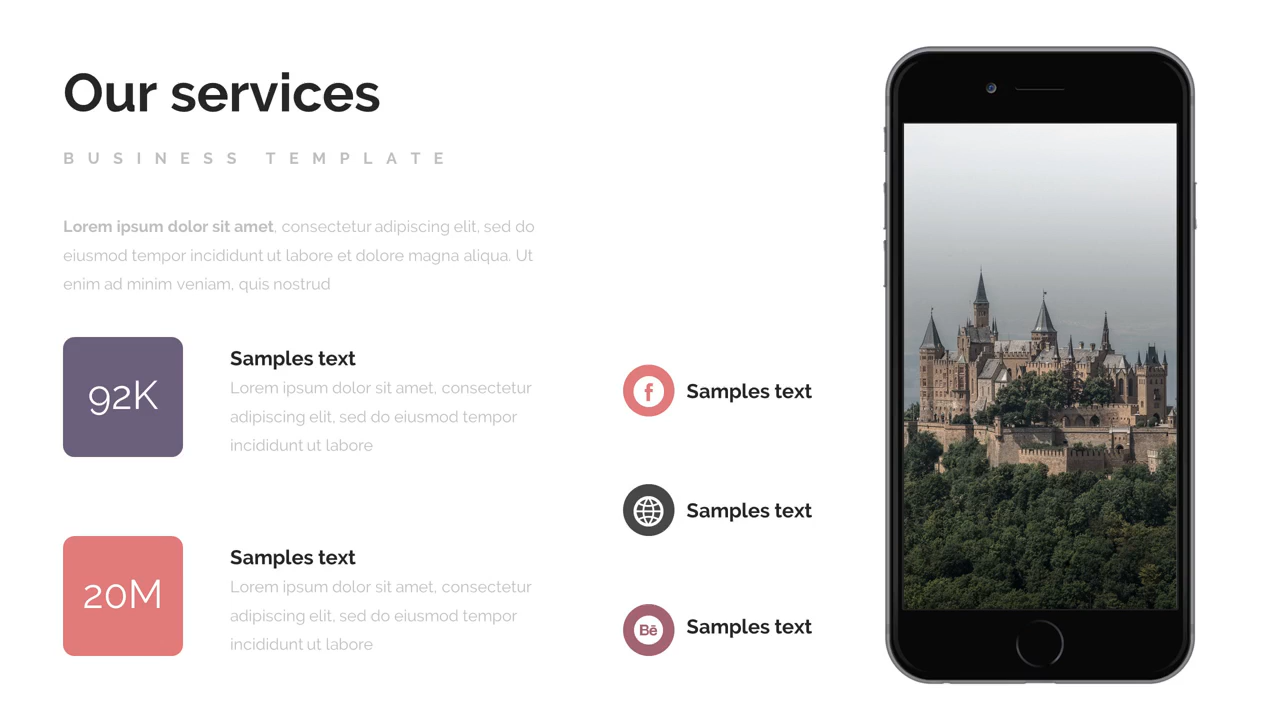 Our services
BUSINESS TEMPLATE
Lorem ipsum dolor sit amet, consectetur adipiscing elit, sed do
eiusmod tempor incididunt ut labore et dolore magna aliqua. Ut
enim ad minim veniam, quis nostrud
92K
Samples text
Lorem ipsum dolor sit amet, consectetur
adipiscing elit, sed do eiusmod tempor
incididunt ut labore
20M
Samples text
Lorem ipsum dolor sit amet, consectetur
adipiscing elit, sed do eiusmod tempor
incididunt ut labore
f
Samples text
Samples text
Bē
Samples text